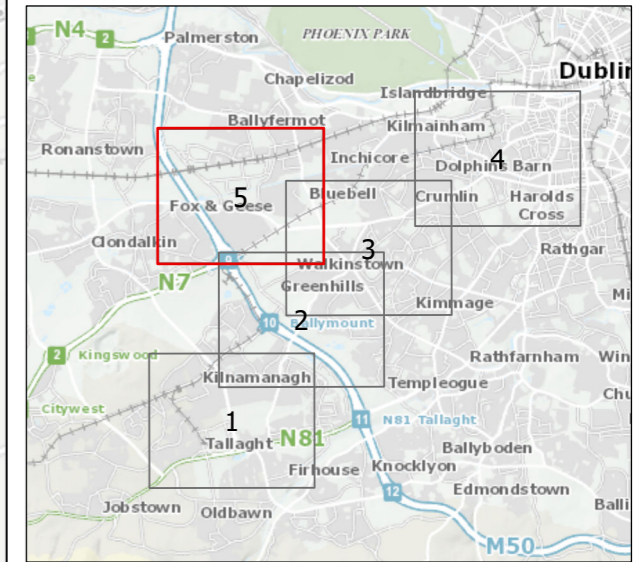 N4
2
Palmerston
PHOENIX PARK
Dublin
Chapelizod
Islandbridge
Ballyfermot
Kilmainham
Ronanstown
Inchicore
4
Dolphins Barn
5
Bluebell
Crumlin
Harolds
Cross
Fox & Geese
Clondalkin
3
Rathgar
9
Walkinstown
N7
Greenhills
Kimmage
2
10
Ballymount
2
Kingswood
Rathfarnham
Kilnamanagh
Templeogue
Citywest
1
11
N81 Tallaght
N81
Tallaght
Ballyboden
Firhouse
Knocklyon
12
Edmondstown
Jobstown
Oldbawn
M50